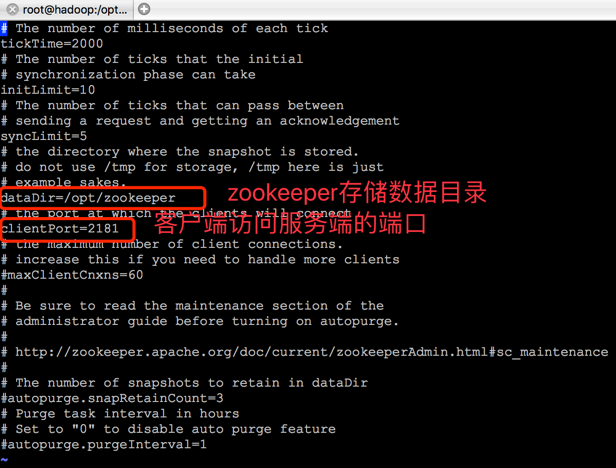 root@hadoop:/opt...
# The number of milliseconds of each tick
tickTime=2000
# The number of ticks that the initial
# synchronization phase can take
initLimit=10
# The number of ticks that can pass between
# sending a request and getting an acknowledgement
syncLimit=5
# the directory where the snapshot is stored.
# do not use /tmp for storage, /tmp here is just
# example sakes.
dataDir=/opt/zookeeper zookeeper存储数据目录
# the port at which the clients will connect
clientPort=2181 客户端访问服务端的端口
# the maximum number of client connections.
# increase this if you need to handle more clients
#maxClientCnxns=60
#
# Be sure to read the maintenance section of the
# administrator guide before turning on autopurge.
#
# http://zookeeper.apache.org/doc/current/zookeeperAdmin.html#sc_maintenance
#
# The number of snapshots to retain in dataDir
#autopurge.snapRetainCount=3
# Purge task interval in hours
# Set to "0" to disable auto purge feature
#autopurge.purgeInterval=1
~